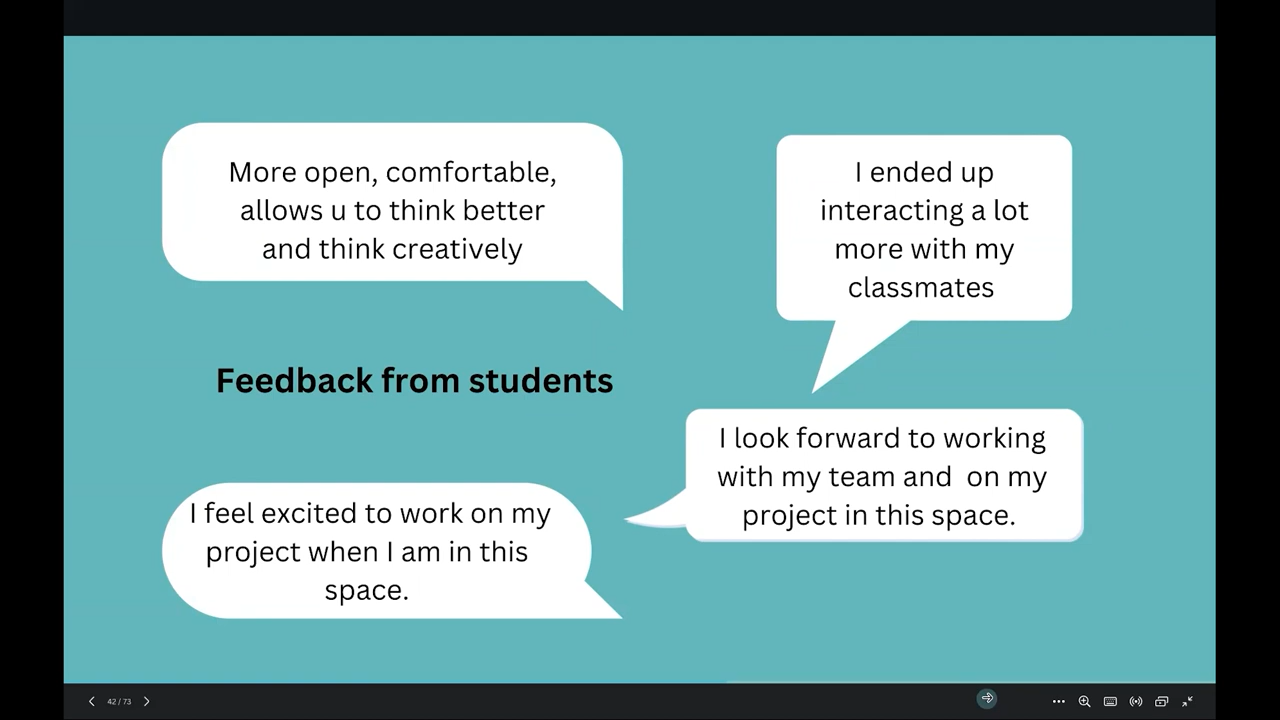 More open, comfortable,
allows u to think better
and think creatively
I ended up
interacting a lot
more with my
classmates
Feedback from students
I look forward to working
with my team and  on my
project in this space.
I feel excited to work on my
project when I am in this
space.
42 / 73